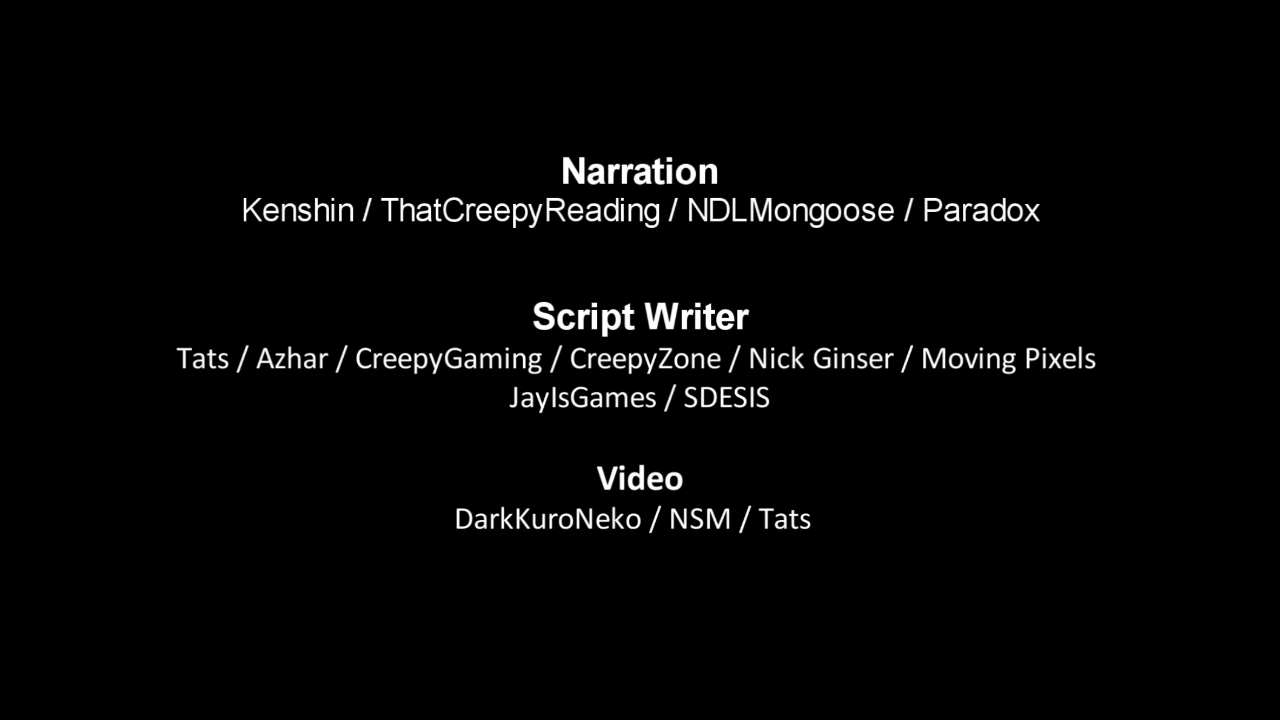 Narration
Kenshin / ThatCreepyReading / NDLMongoose / Paradox
Script Writer
Tats / Azhar / CreepyGaming / CreepyZone / Nick Ginser / Moving Pixels
JayIsGames / SDESIS
Video
DarkKuroNeko / NSM / Tats